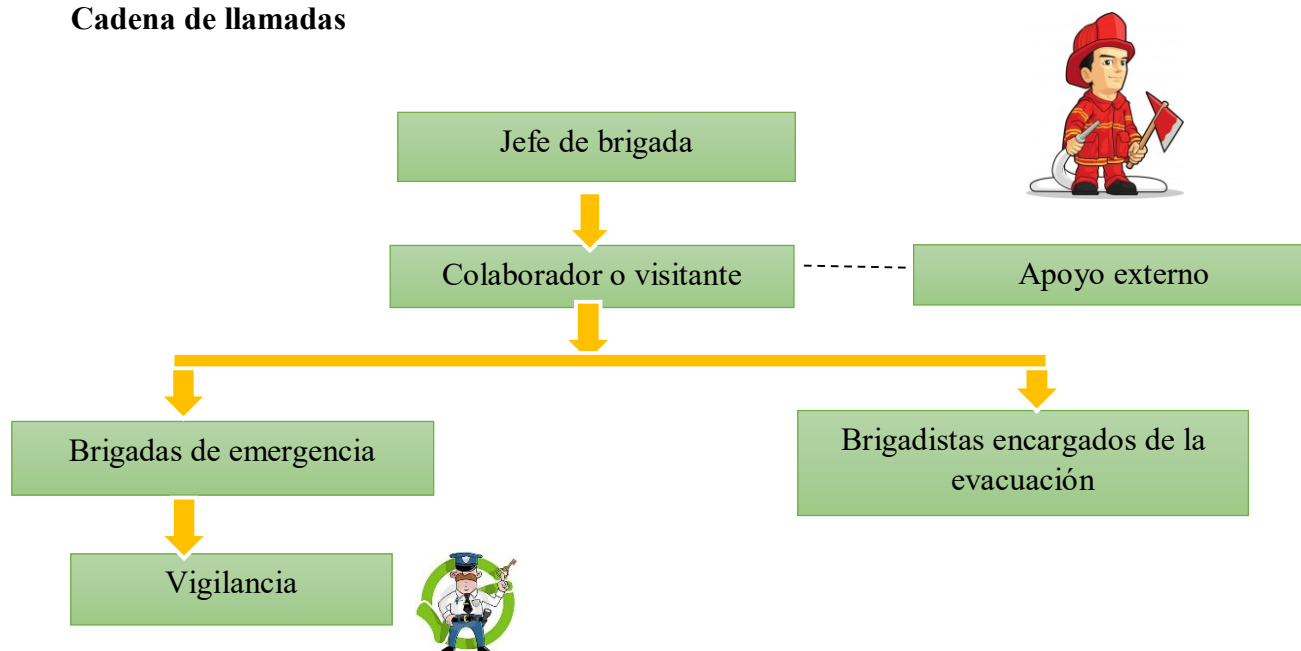 Cadena de llamadas
Jefe de brigada
Colaborador o visitante
Apoyo externo
Brigadas de emergencia
Brigadistas encargados de la
evacuación
Vigilancia